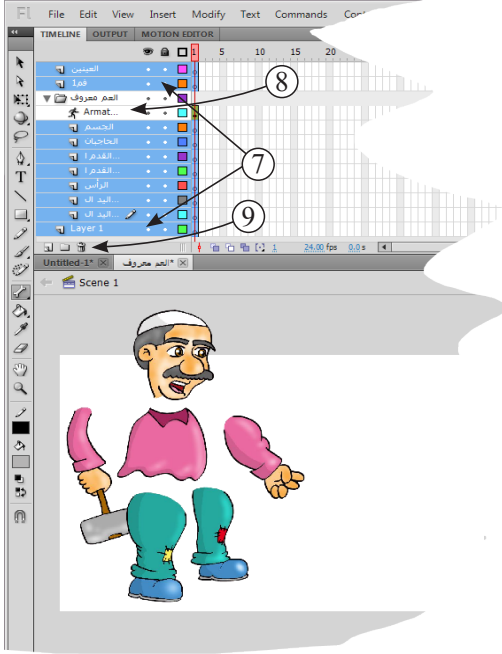 Fl File Edit View Insert Modify Text Commands
TIMELINE OUTPUT MOTION EDITOR
1 5 10 15 20
العينين
فم1
العم معروف
Armat...
8
الجسم
الحاجبان
القدم ا...
القدم ا...
7
الرأس
اليد ال...
اليد ال...
9
Layer 1
1 24.00 fps 0.0 s
Untitled-1* العم معروف*
Scene 1
T